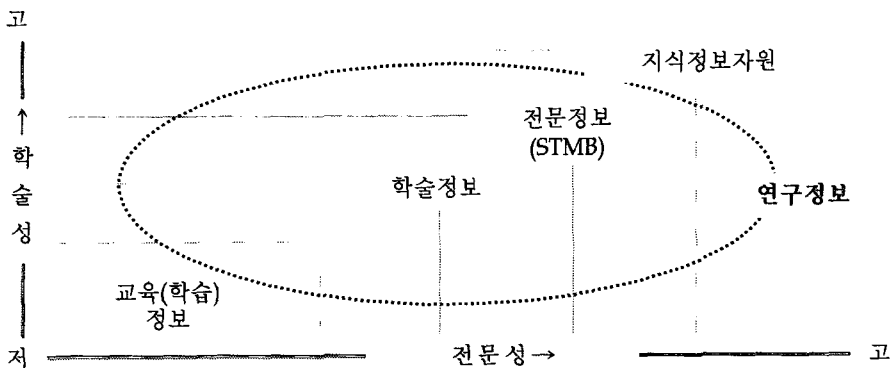 고
지식정보자원
전문정보
(STMB)
↑
학
술
성
학술정보
연구정보
교육(학습)
정보
저
전문성→
고